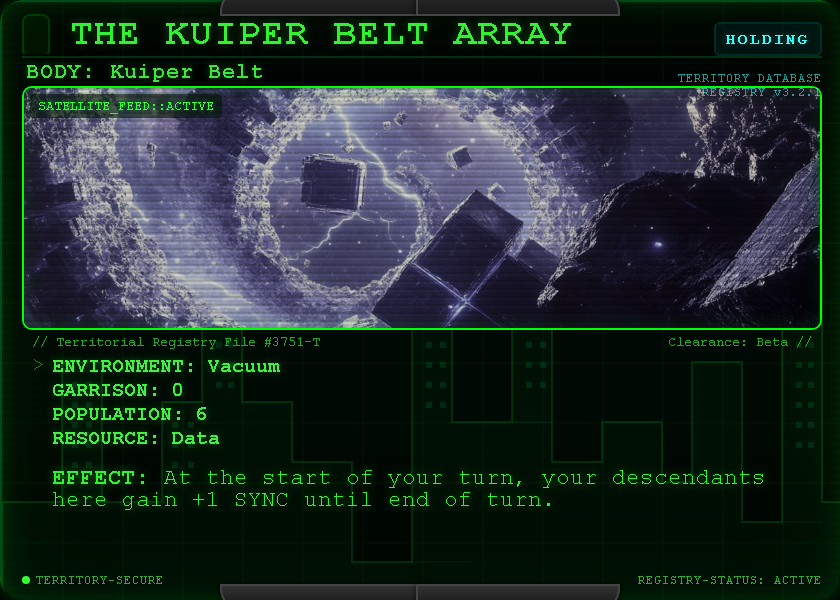 THE KUIPER BELT ARRAY
HOLDING
BODY: Kuiper Belt
TERRITORY DATABASE
REGISTRY v3.2.1
SATELLITE_FEED::ACTIVE
// Territorial Registry File #3751-T
Clearance: Beta //
> ENVIRONMENT: Vacuum
GARRISON: 0
POPULATION: 6
RESOURCE: Data
EFFECT: At the start of your turn, your descendants
here gain +1 SYNC until end of turn.
TERRITORY-SECURE
REGISTRY-STATUS: ACTIVE